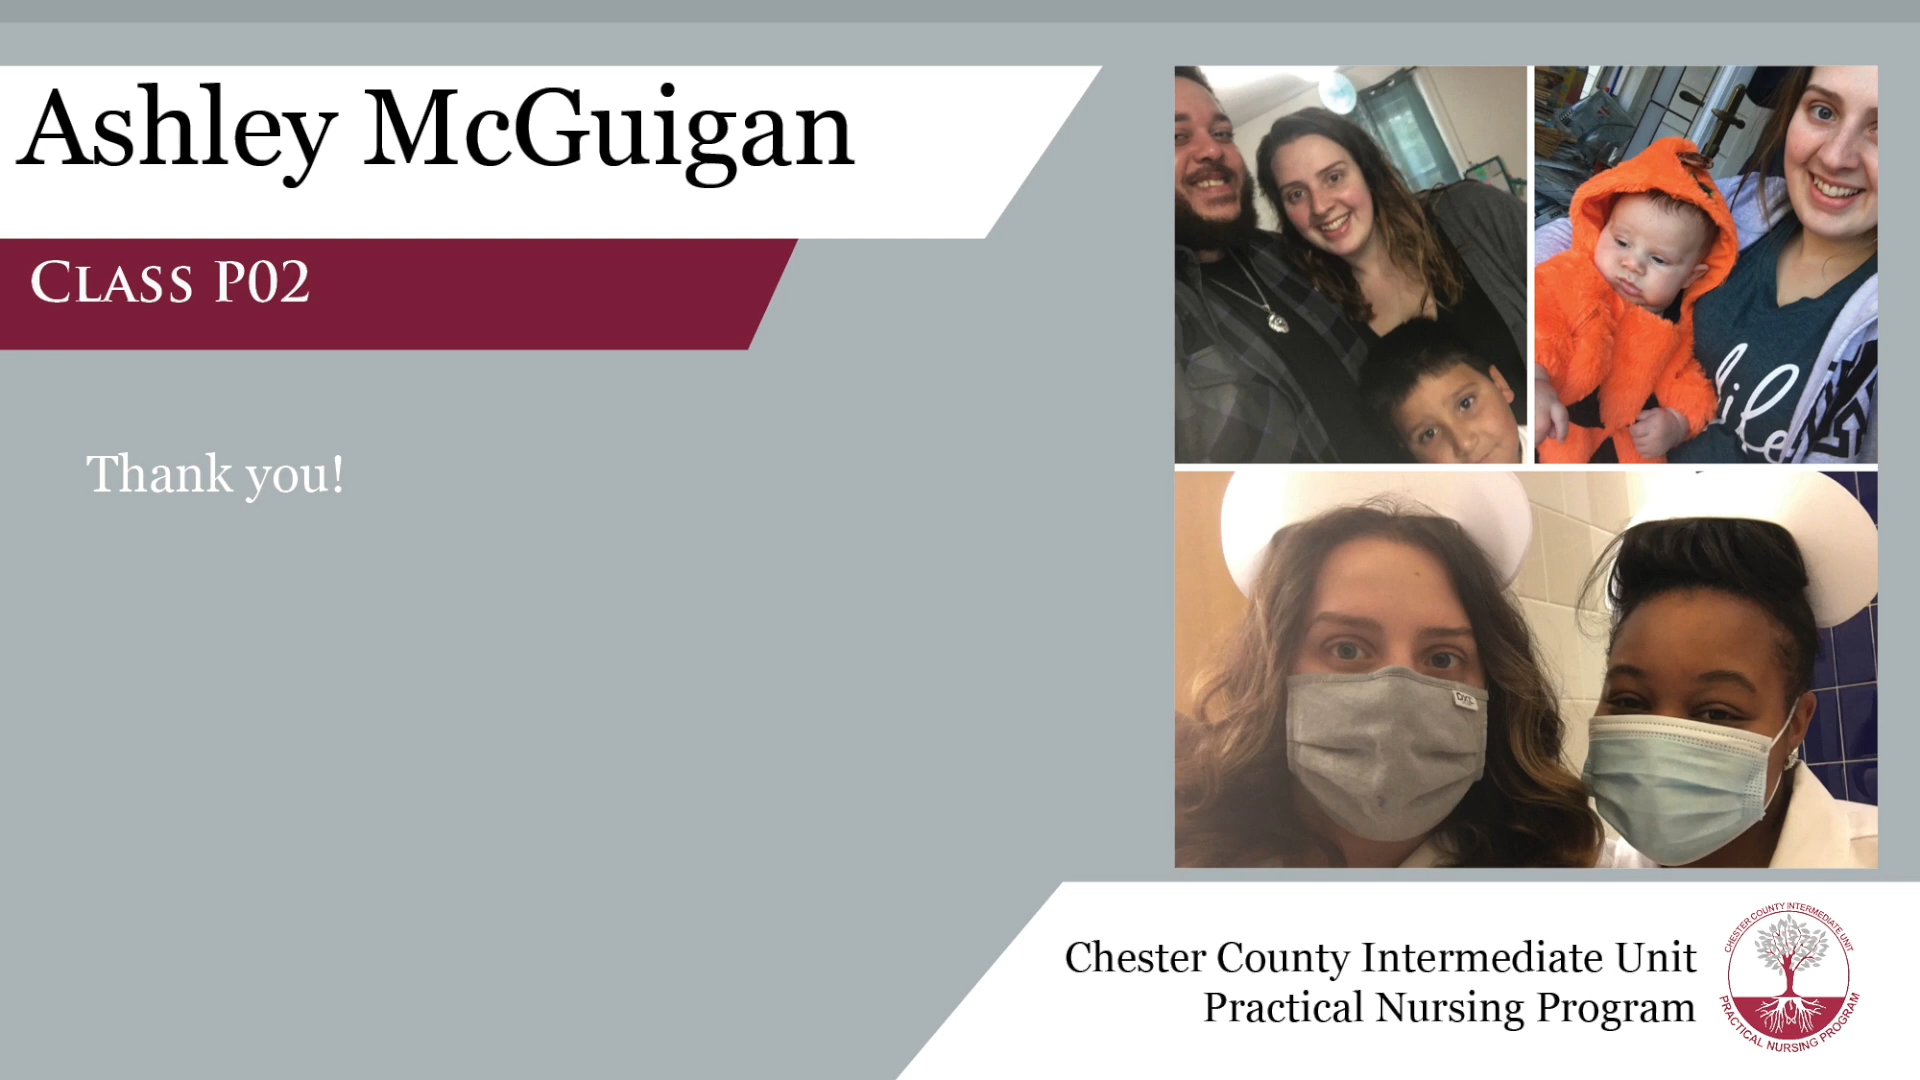 Ashley McGuigan
CLASS P02
Thank you!
DXL
Chester County Intermediate Unit
Practical Nursing Program
CHESTER COUNTY INTERMEDIATE UNIT
PRACTICAL NURSING PROGRAM